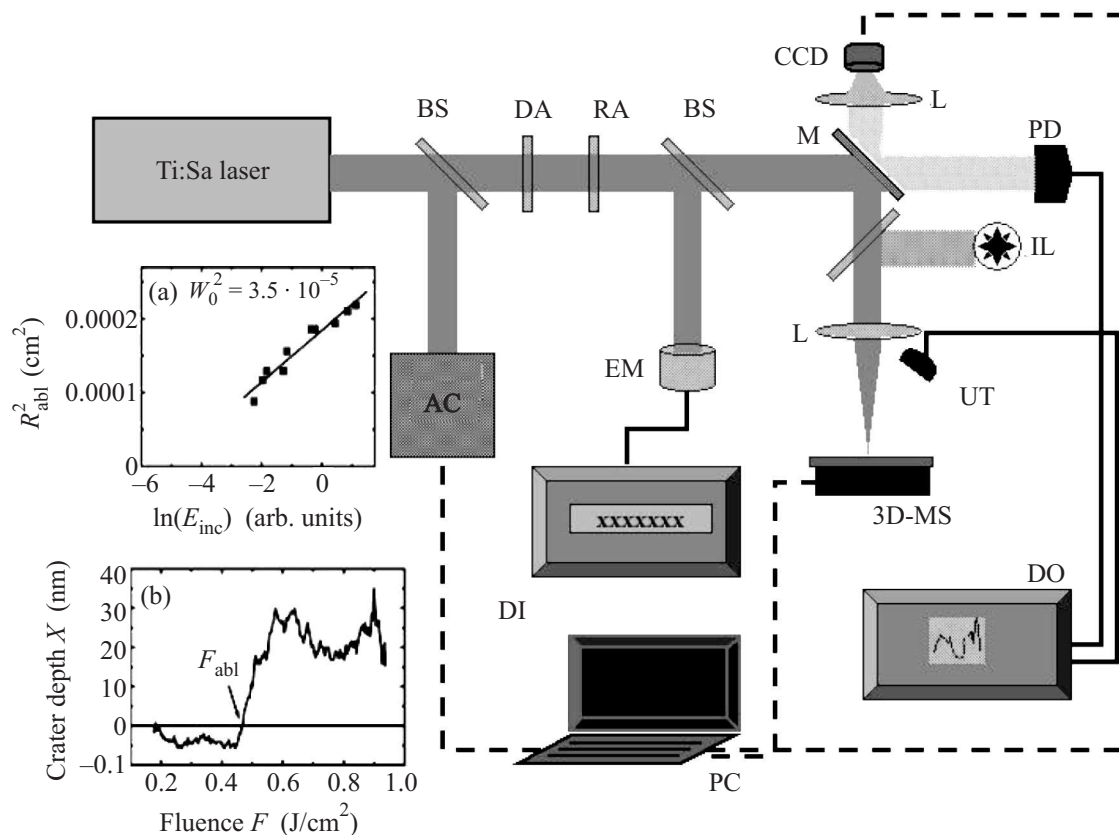 CCD
L
BS
DA
RA
BS
M
PD
Ti:Sa laser
IL
(a) W₀² = 3.5 · 10⁻⁵
0.0002
0.0001
0
R²abl (cm²)
−6
−4
−2
0
ln(Einc) (arb. units)
AC
EM
L
UT
3D-MS
xxxxxxx
DI
DO
(b)
40
30
20
10
0
−0.1
Crater depth X (nm)
Fabl
0.2
0.4
0.6
0.8
1.0
Fluence F (J/cm²)
PC